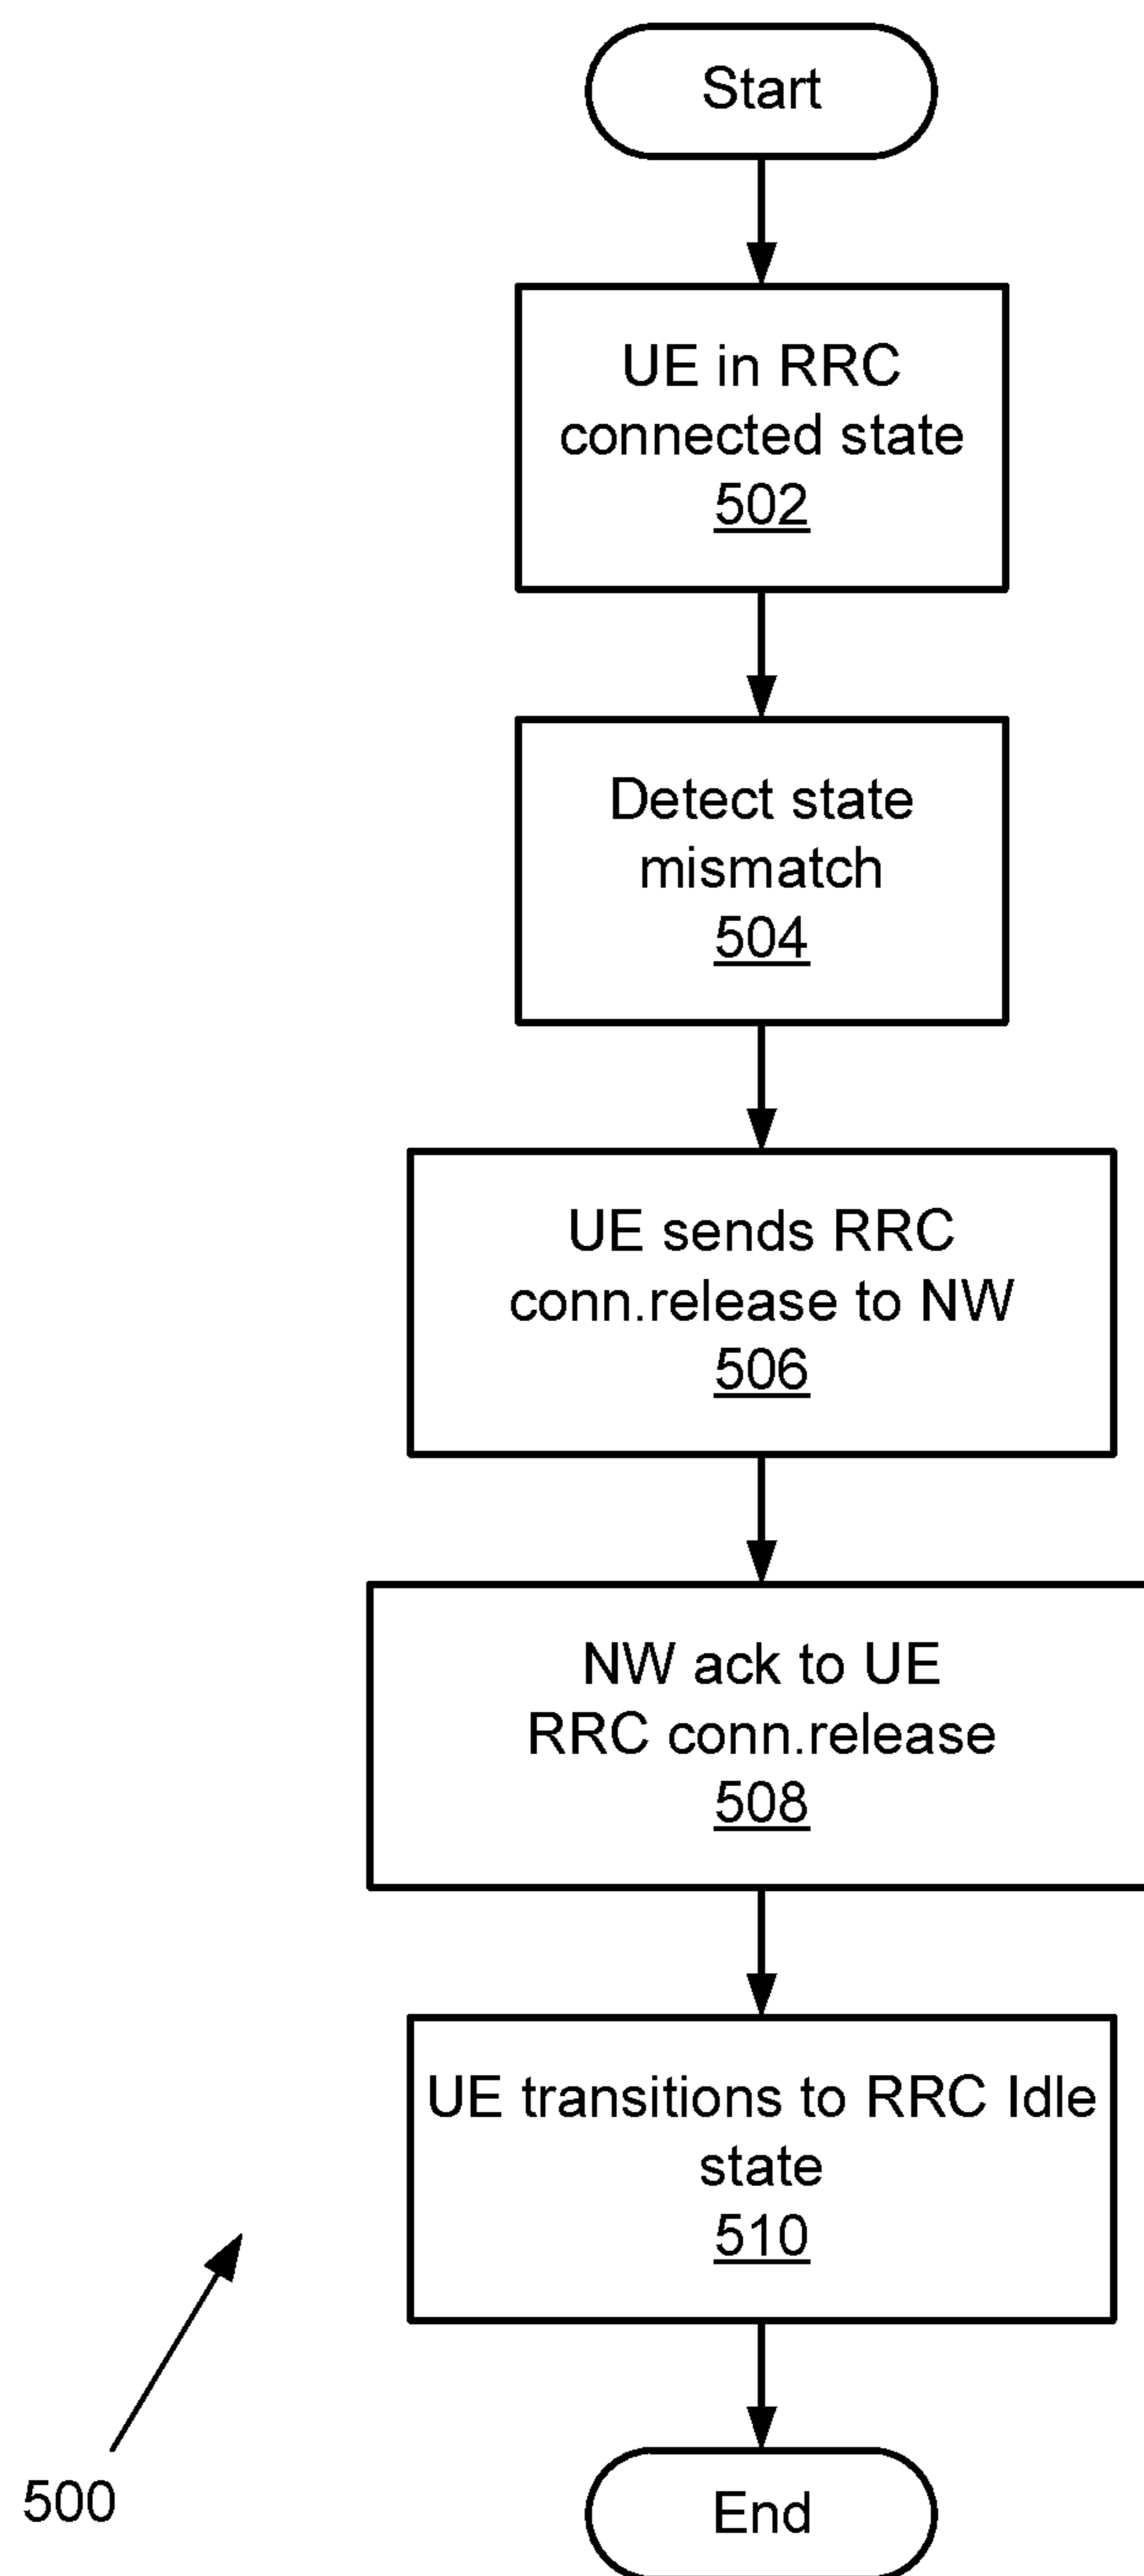 Start
UE in RRC
connected state
502
Detect state
mismatch
504
UE sends RRC
conn.release to NW
506
NW ack to UE
RRC conn.release
508
UE transitions to RRC Idle
state
510
500
End